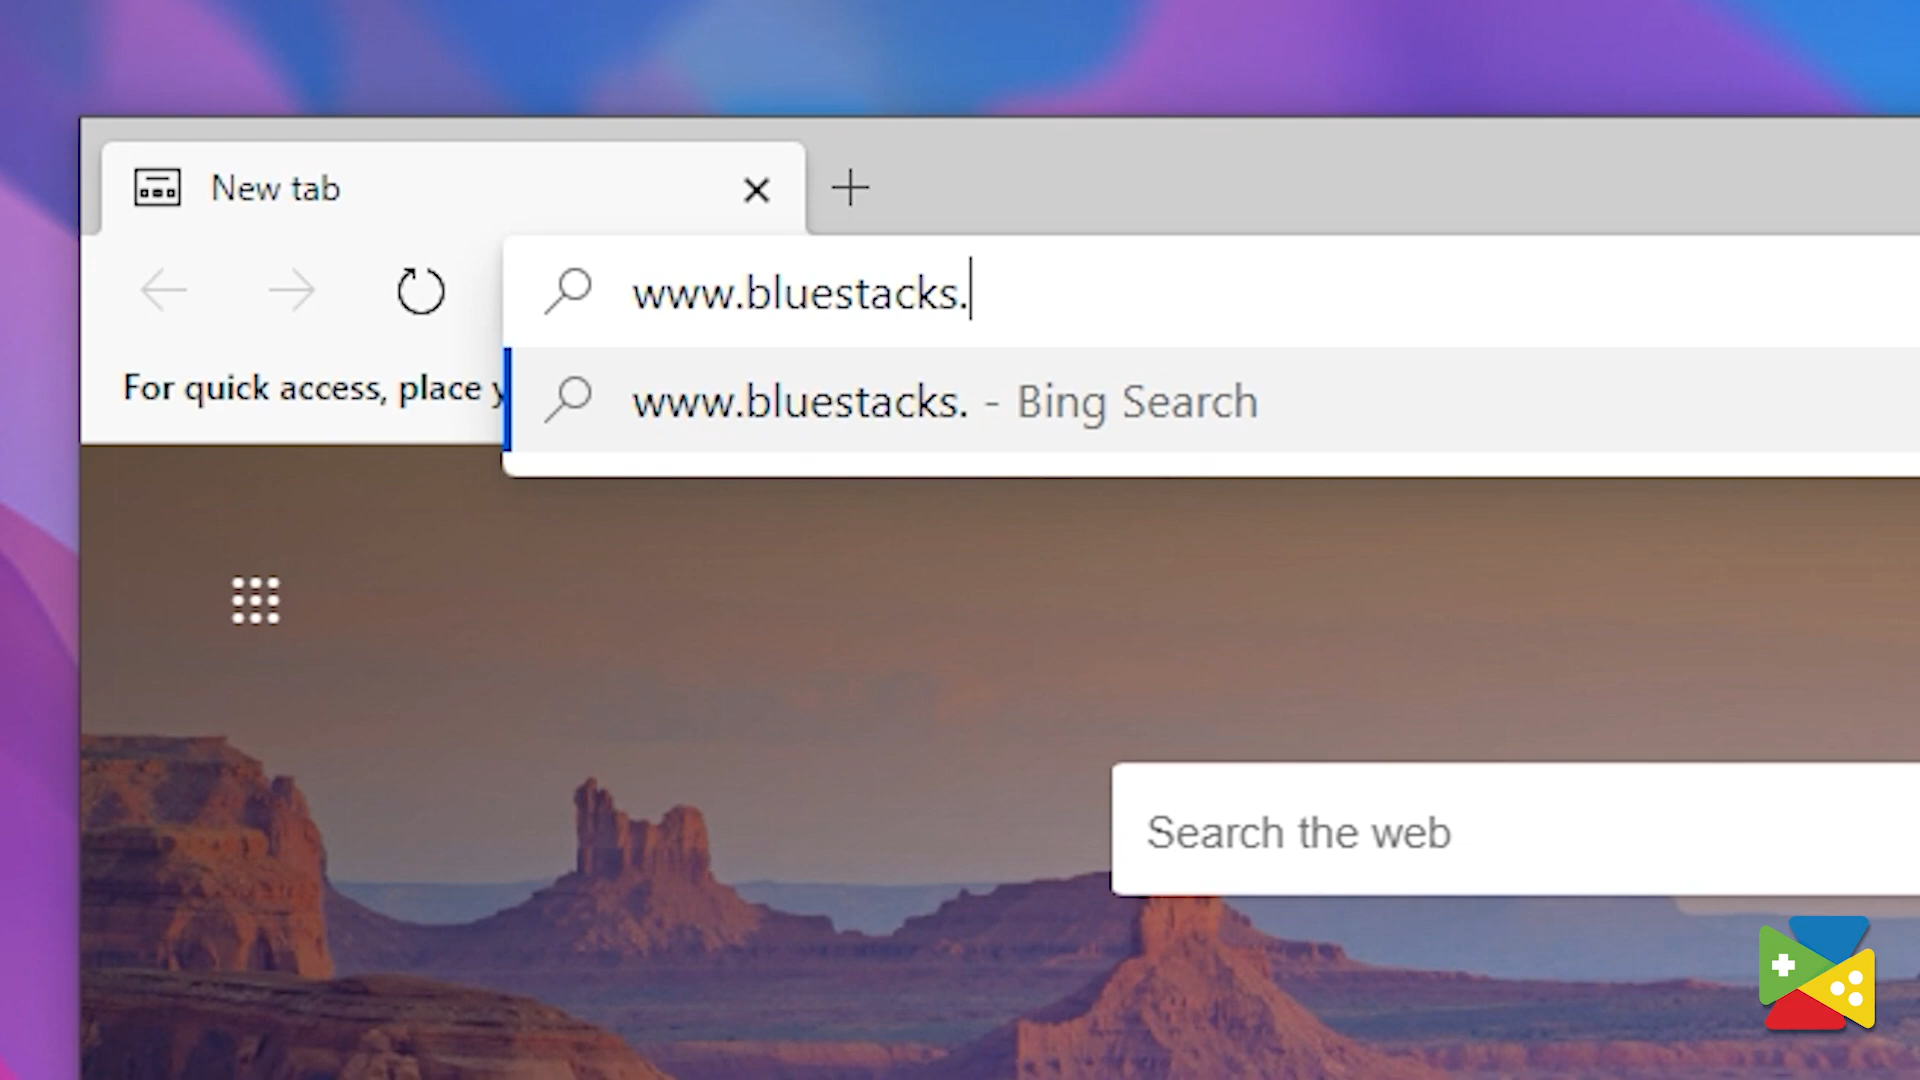 New tab
www.bluestacks.
For quick access, place
www.bluestacks. - Bing Search
Search the web